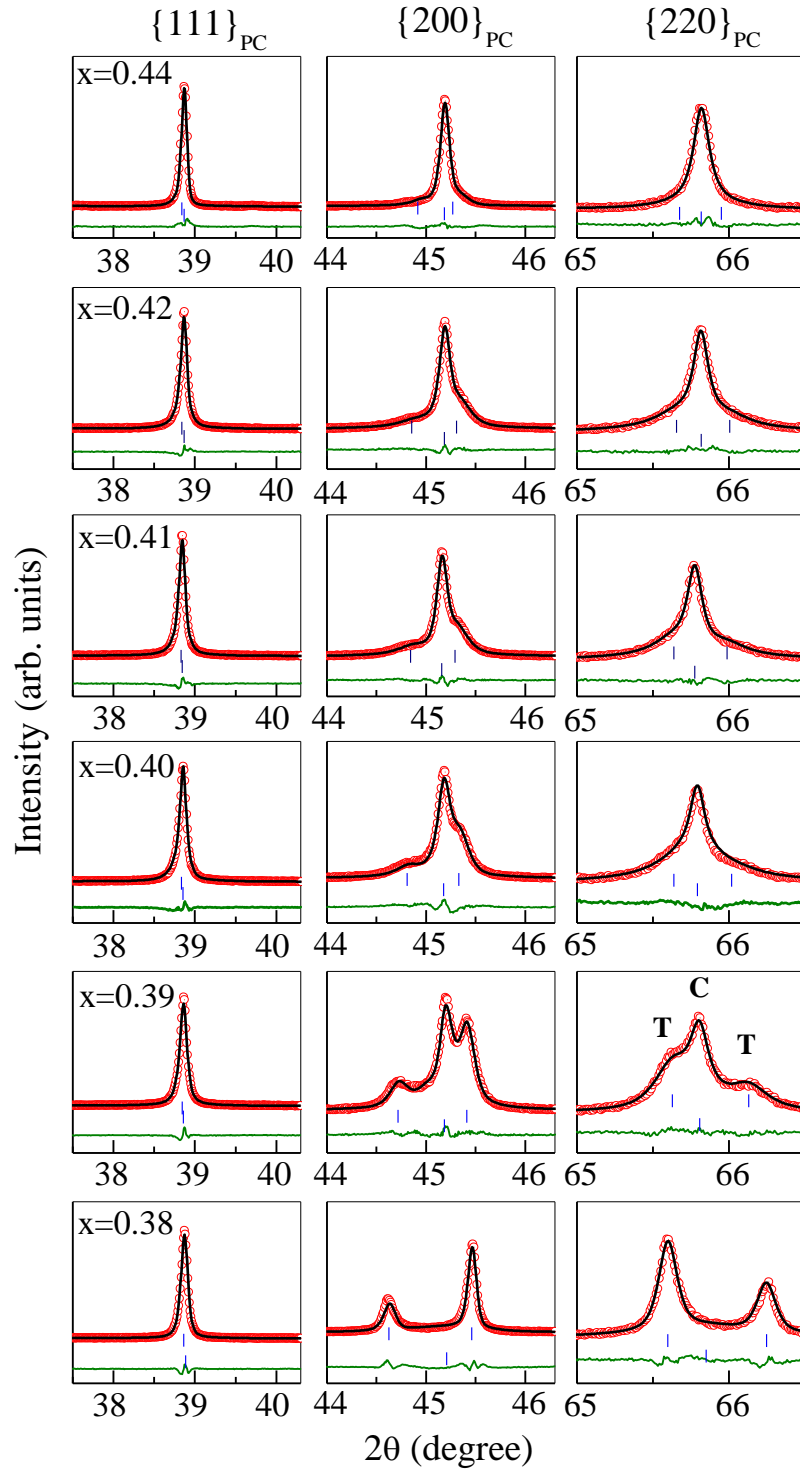 {111}PC {200}PC {220}PC
x=0.44
38 39 40 44 45 46 65 66
x=0.42
38 39 40 44 45 46 65 66
x=0.41
38 39 40 44 45 46 65 66
x=0.40
38 39 40 44 45 46 65 66
x=0.39
T C T
38 39 40 44 45 46 65 66
x=0.38
38 39 40 44 45 46 65 66
Intensity (arb. units)
2θ (degree)